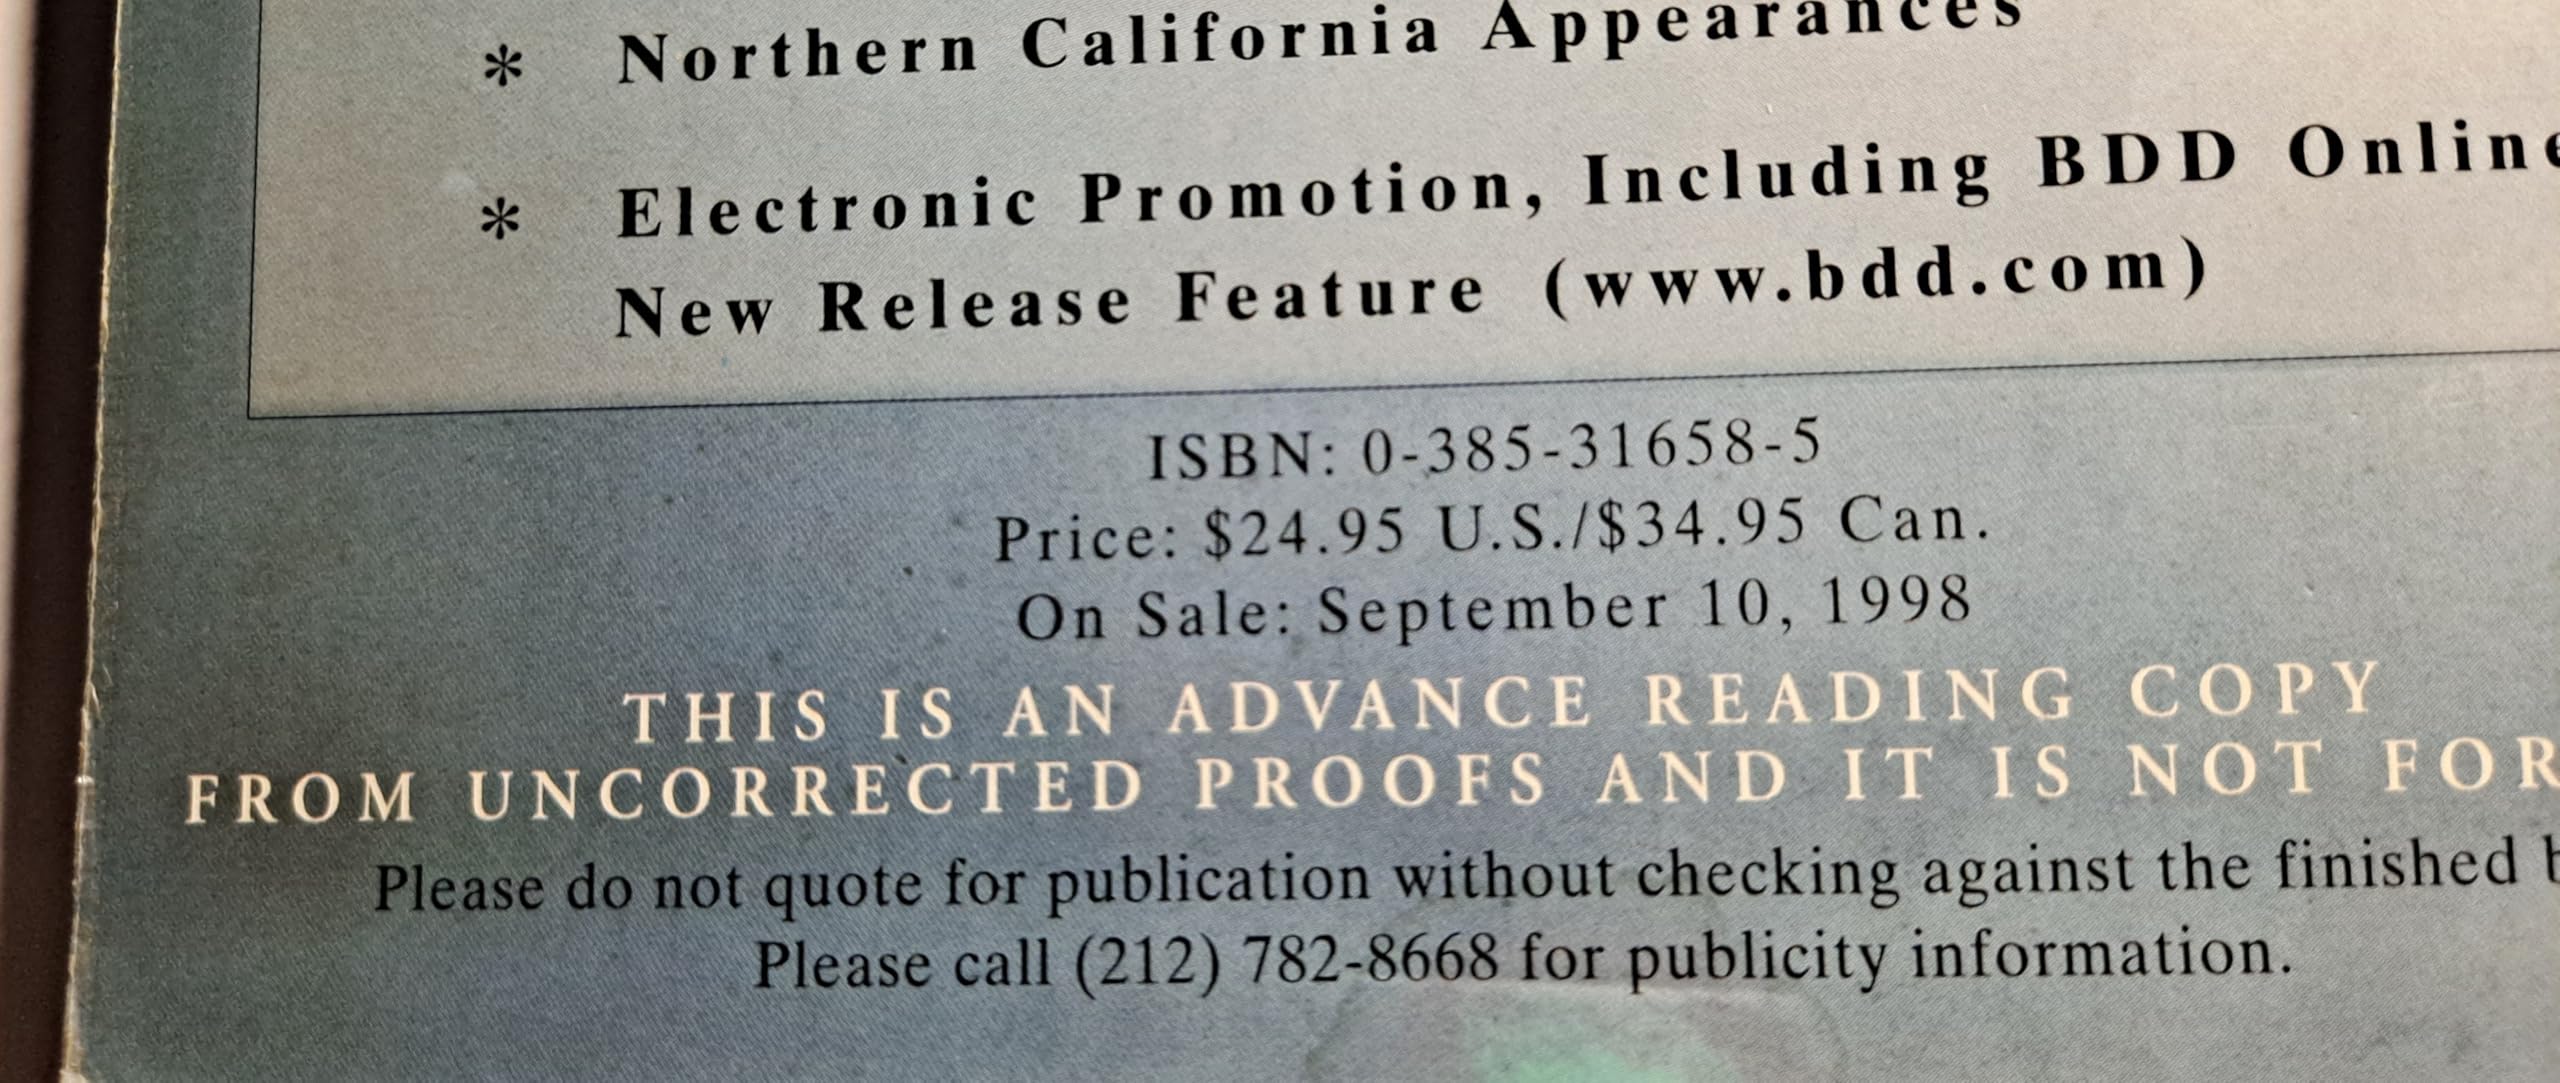 * Northern California Appearances
* Electronic Promotion, Including BDD Online
New Release Feature (www.bdd.com)
ISBN: 0-385-31658-5
Price: $24.95 U.S./$34.95 Can.
On Sale: September 10, 1998
THIS IS AN ADVANCE READING COPY
FROM UNCORRECTED PROOFS AND IT IS NOT FOR
Please do not quote for publication without checking against the finished
Please call (212) 782-8668 for publicity information.